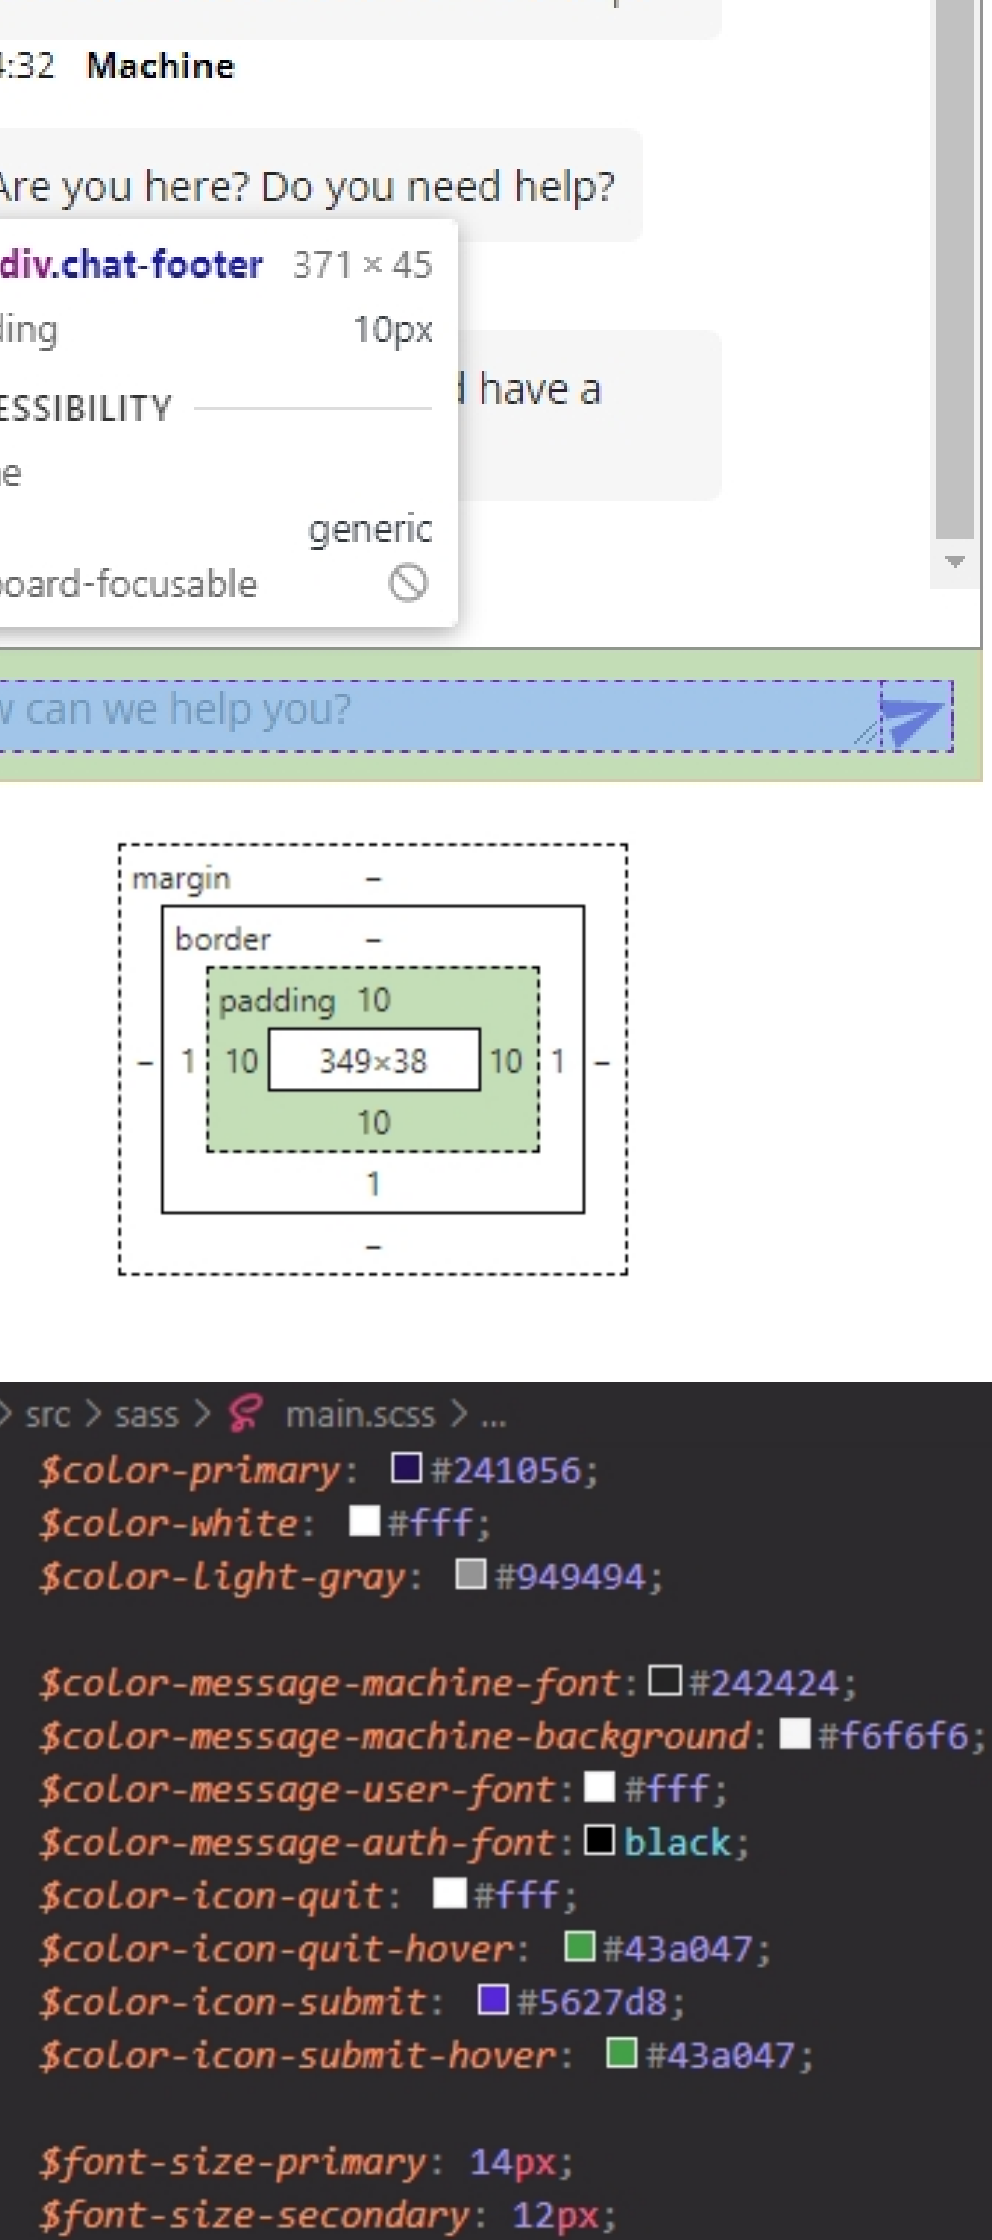 4:32 Machine
Are you here? Do you need help?
div.chat-footer 371 × 45
ding 10px
d have a
ESSIBILITY
e
generic
board-focusable
w can we help you?
margin –
border –
padding 10
– 1 10 349×38 10 1 –
10
1
–
> src > sass > main.scss > ...
$color-primary: #241056;
$color-white: #fff;
$color-light-gray: #949494;
$color-message-machine-font: #242424;
$color-message-machine-background: #f6f6f6;
$color-message-user-font: #fff;
$color-message-auth-font: black;
$color-icon-quit: #fff;
$color-icon-quit-hover: #43a047;
$color-icon-submit: #5627d8;
$color-icon-submit-hover: #43a047;
$font-size-primary: 14px;
$font-size-secondary: 12px;